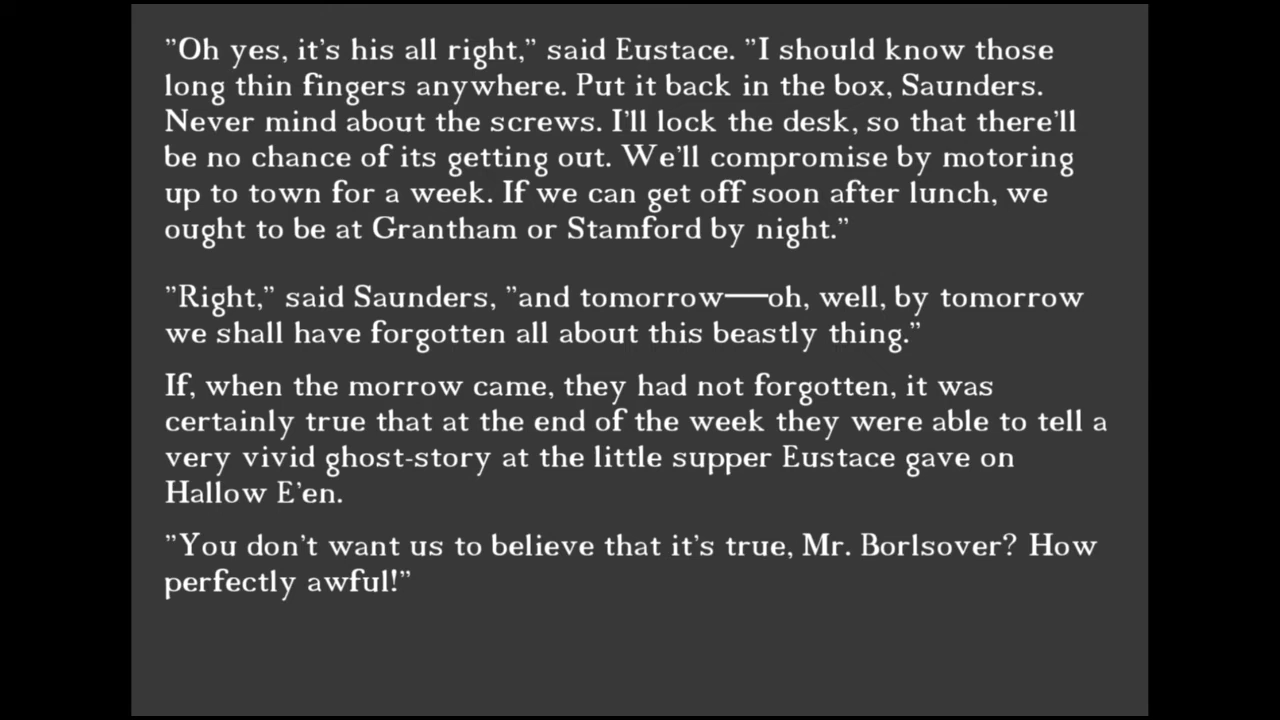 ”Oh yes, it’s his all right,” said Eustace. ”I should know those
long thin fingers anywhere. Put it back in the box, Saunders.
Never mind about the screws. I’ll lock the desk, so that there’ll
be no chance of its getting out. We’ll compromise by motoring
up to town for a week. If we can get off soon after lunch, we
ought to be at Grantham or Stamford by night.”
”Right,” said Saunders, ”and tomorrow—oh, well, by tomorrow
we shall have forgotten all about this beastly thing.”
If, when the morrow came, they had not forgotten, it was
certainly true that at the end of the week they were able to tell a
very vivid ghost-story at the little supper Eustace gave on
Hallow E’en.
”You don’t want us to believe that it’s true, Mr. Borlsover? How
perfectly awful!”